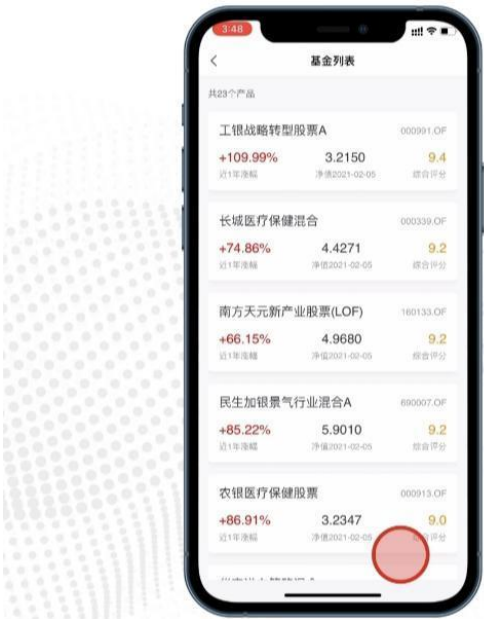 3:48
基金列表
共23个产品
工银战略转型股票A 000991.OF
+109.99% 3.2150 9.4
近1年涨幅 净值2021-02-05 综合评分
长城医疗保健混合 000339.OF
+74.86% 4.4271 9.2
近1年涨幅 净值2021-02-05 综合评分
南方天元新产业股票(LOF) 160133.OF
+66.15% 4.9680 9.2
近1年涨幅 净值2021-02-05 综合评分
民生加银景气行业混合A 690007.OF
+85.22% 5.9010 9.2
近1年涨幅 净值2021-02-05 综合评分
农银医疗保健股票 000913.OF
+86.91% 3.2347 9.0
近1年涨幅 净值2021-02-05 综合评分